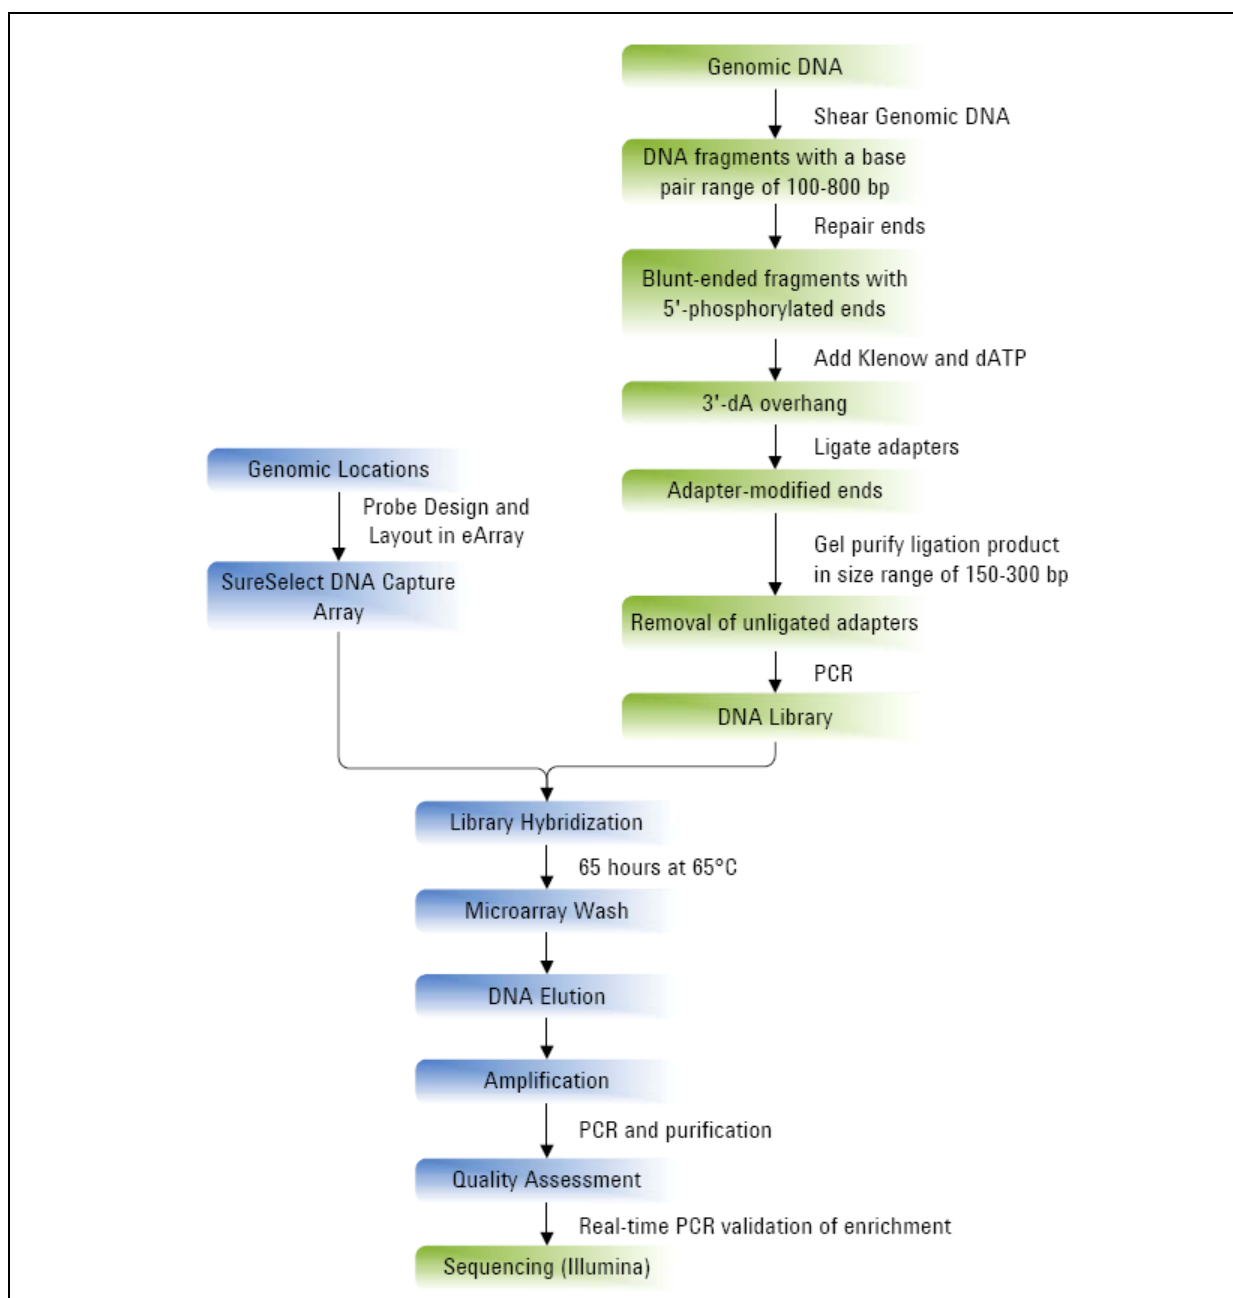 Genomic DNA
Shear Genomic DNA
DNA fragments with a base
pair range of 100-800 bp
Repair ends
Blunt-ended fragments with
5'-phosphorylated ends
Add Klenow and dATP
3'-dA overhang
Ligate adapters
Adapter-modified ends
Gel purify ligation product
in size range of 150-300 bp
Removal of unligated adapters
PCR
DNA Library
Genomic Locations
Probe Design and
Layout in eArray
SureSelect DNA Capture
Array
Library Hybridization
65 hours at 65°C
Microarray Wash
DNA Elution
Amplification
PCR and purification
Quality Assessment
Real-time PCR validation of enrichment
Sequencing (Illumina)